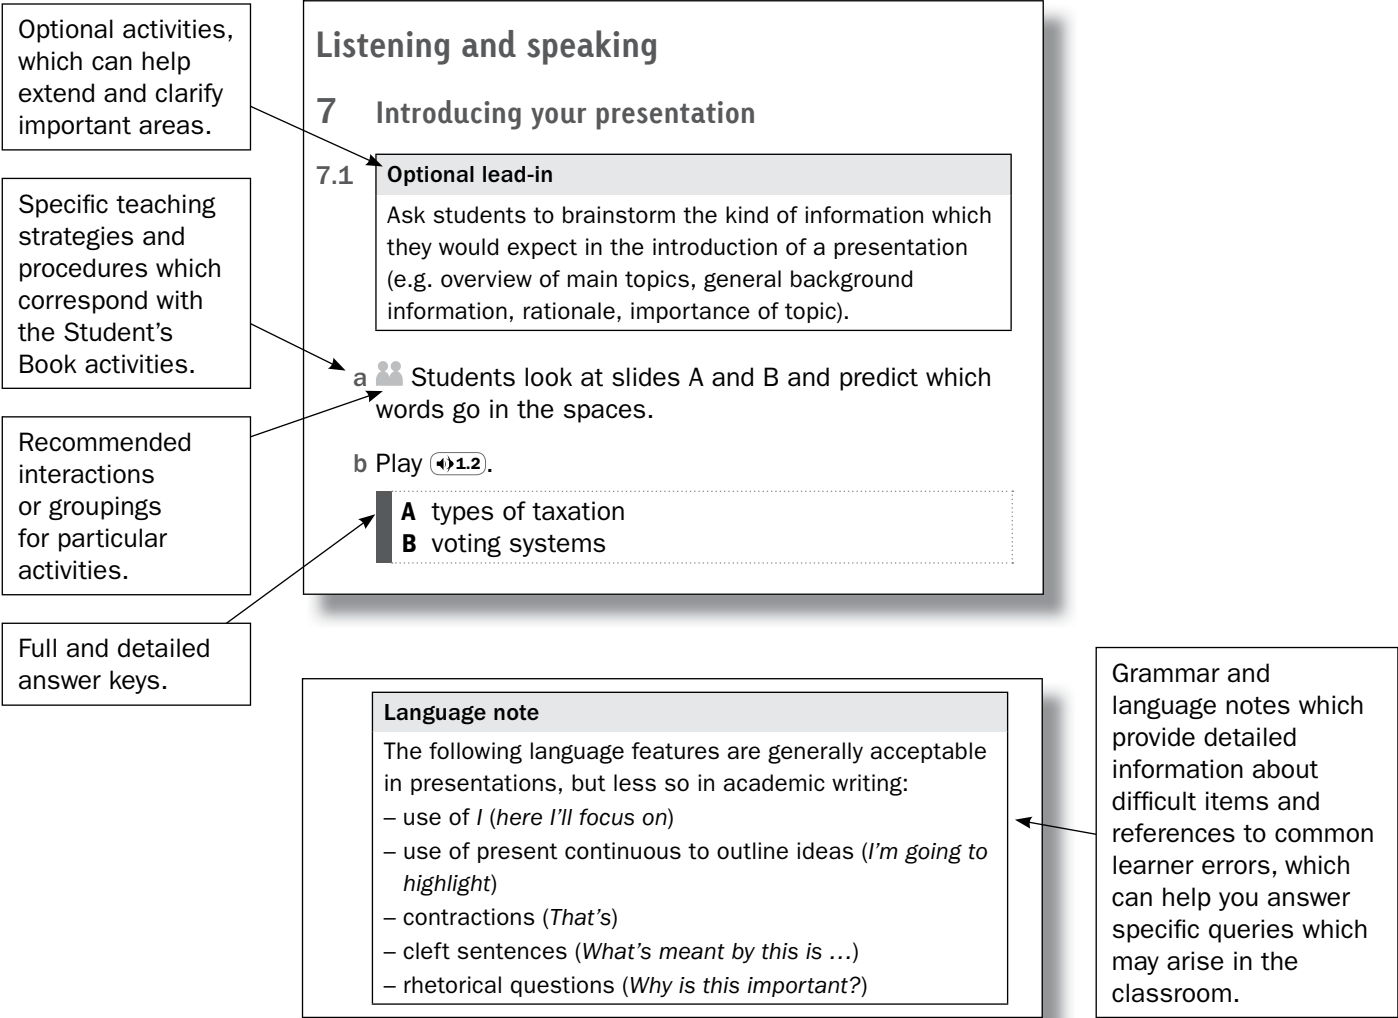 Optional activities,
which can help
extend and clarify
important areas.
Specific teaching
strategies and
procedures which
correspond with
the Student's
Book activities.
Recommended
interactions
or groupings
for particular
activities.
Full and detailed
answer keys.
Listening and speaking
7 Introducing your presentation
7.1 Optional lead-in
Ask students to brainstorm the kind of information which
they would expect in the introduction of a presentation
(e.g. overview of main topics, general background
information, rationale, importance of topic).
a Students look at slides A and B and predict which
words go in the spaces.
b Play 1.2.
A types of taxation
B voting systems
Language note
The following language features are generally acceptable
in presentations, but less so in academic writing:
– use of I (here I'll focus on)
– use of present continuous to outline ideas (I'm going to
highlight)
– contractions (That's)
– cleft sentences (What's meant by this is …)
– rhetorical questions (Why is this important?)
Grammar and
language notes which
provide detailed
information about
difficult items and
references to common
learner errors, which
can help you answer
specific queries which
may arise in the
classroom.